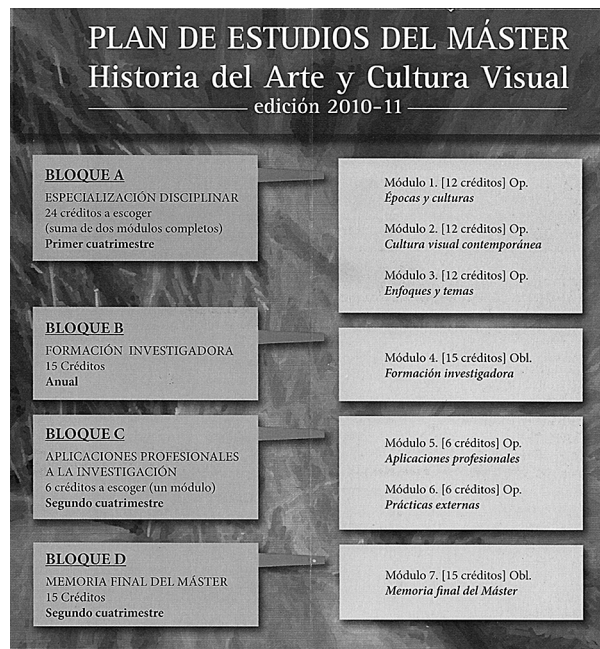 PLAN DE ESTUDIOS DEL MÁSTER
Historia del Arte y Cultura Visual
edición 2010-11
BLOQUE A
ESPECIALIZACIÓN DISCIPLINAR
24 créditos a escoger
(suma de dos módulos completos)
Primer cuatrimestre
Módulo 1. [12 créditos] Op.
Épocas y culturas
Módulo 2. [12 créditos] Op.
Cultura visual contemporánea
Módulo 3. [12 créditos] Op.
Enfoques y temas
BLOQUE B
FORMACIÓN INVESTIGADORA
15 Créditos
Anual
Módulo 4. [15 créditos] Obl.
Formación investigadora
BLOQUE C
APLICACIONES PROFESIONALES
A LA INVESTIGACIÓN
6 créditos a escoger (un módulo)
Segundo cuatrimestre
Módulo 5. [6 créditos] Op.
Aplicaciones profesionales
Módulo 6. [6 créditos] Op.
Prácticas externas
BLOQUE D
MEMORIA FINAL DEL MÁSTER
15 Créditos
Segundo cuatrimestre
Módulo 7. [15 créditos] Obl.
Memoria final del Máster